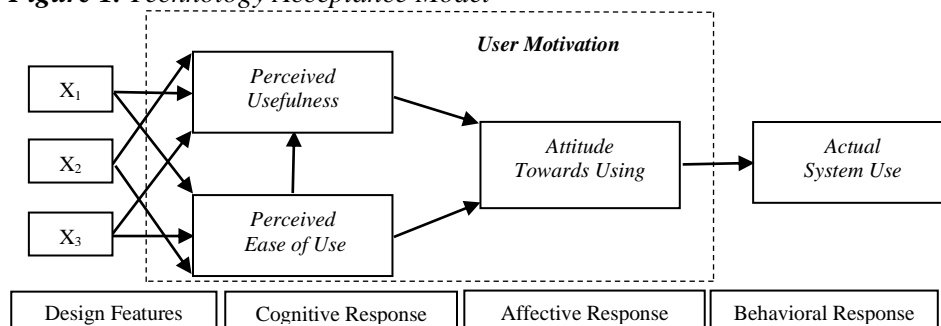 Figure 1. Technology Acceptance Model
User Motivation
X1
X2
X3
Perceived
Usefulness
Perceived
Ease of Use
Attitude
Towards Using
Actual
System Use
Design Features
Cognitive Response
Affective Response
Behavioral Response